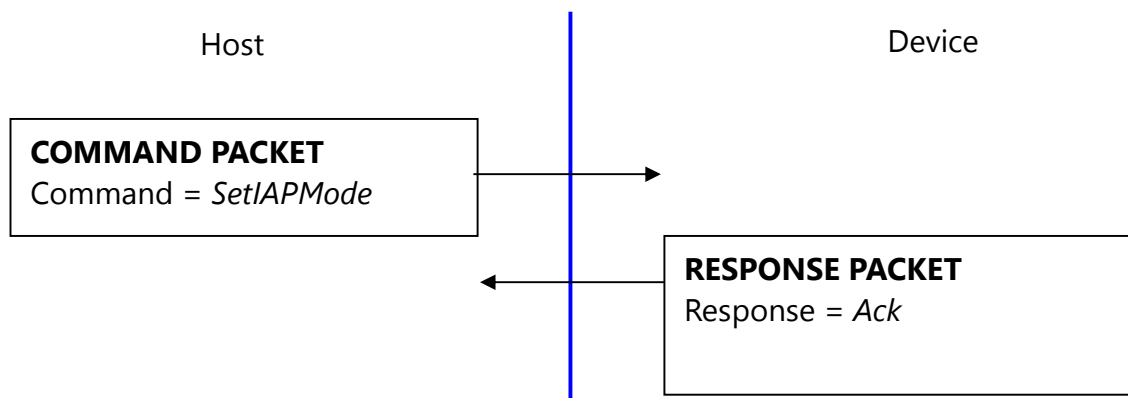 Host
Device
COMMAND PACKET
Command = SetIAPMode
RESPONSE PACKET
Response = Ack